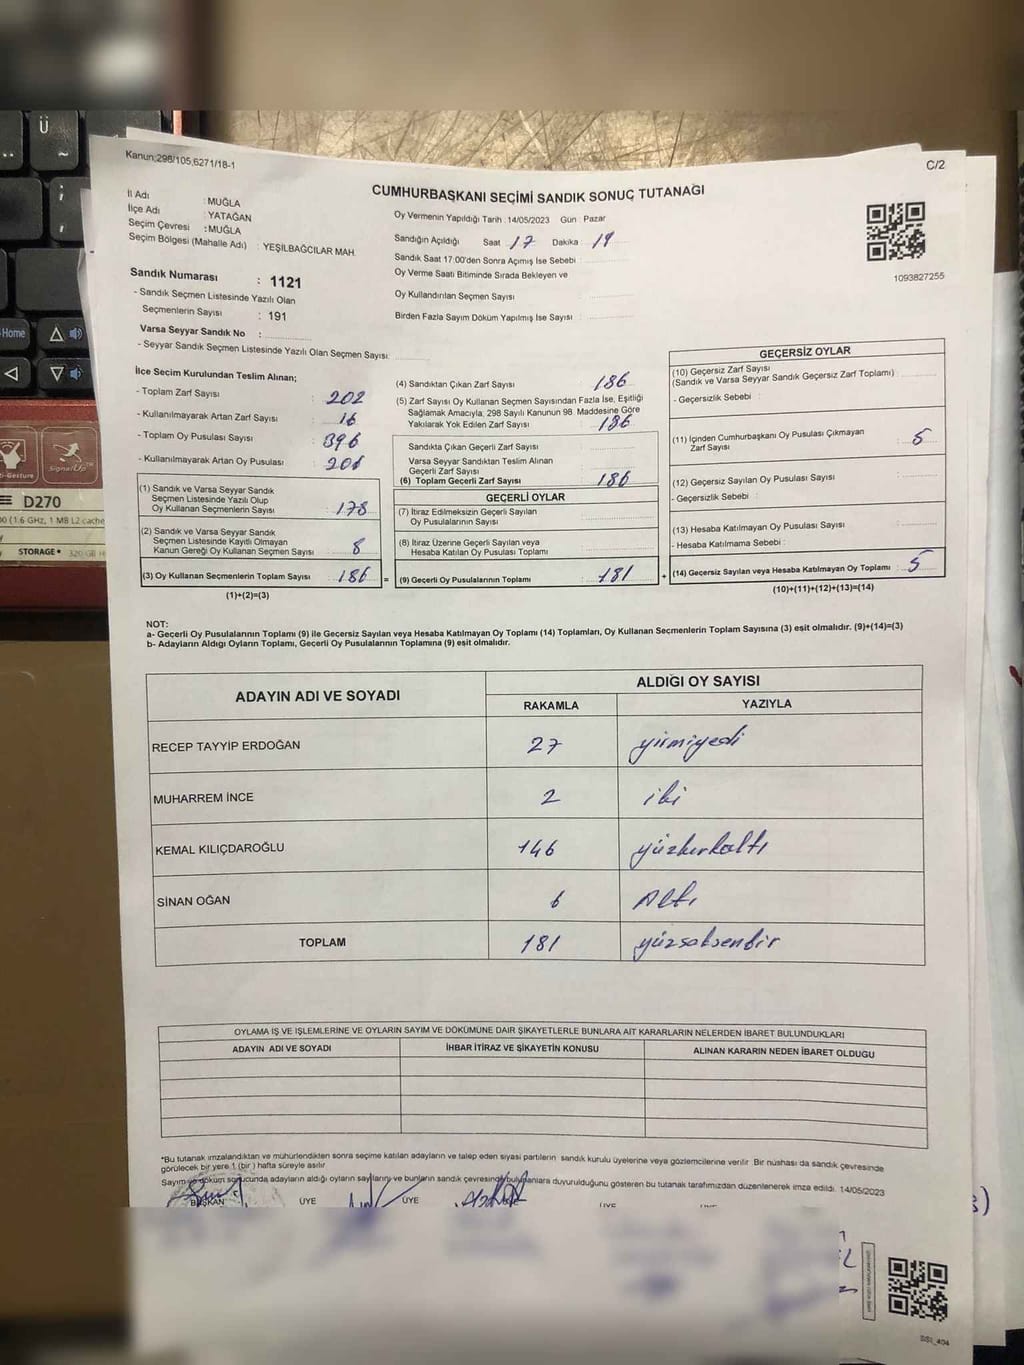 Kanun;298/105,6271/18-1
C/2
CUMHURBAŞKANI SEÇİMİ SANDIK SONUÇ TUTANAĞI
İl Adı : MUĞLA
İlçe Adı : YATAĞAN
Seçim Çevresi : MUĞLA
Seçim Bölgesi (Mahalle Adı) : YEŞİLBAĞCILAR MAH.
Sandık Numarası : 1121
- Sandık Seçmen Listesinde Yazılı Olan
Seçmenlerin Sayısı : 191
Varsa Seyyar Sandık No :
- Seyyar Sandık Seçmen Listesinde Yazılı Olan Seçmen Sayısı:
Oy Vermenin Yapıldığı Tarih : 14/05/2023 Gün : Pazar
Sandığın Açıldığı Saat : 17 Dakika : 19
Sandık Saat 17:00'den Sonra Açımış İse Sebebi :
Oy Verme Saati Bitiminde Sırada Bekleyen ve
Oy Kullandırılan Seçmen Sayısı :
Birden Fazla Sayım Döküm Yapılmış İse Sayısı :
1093827255
İlçe Secim Kurulundan Teslim Alınan;
- Toplam Zarf Sayısı : 202
- Kullanılmayarak Artan Zarf Sayısı : 16
- Toplam Oy Pusulası Sayısı : 396
- Kullanılmayarak Artan Oy Pusulası :
(1) Sandık ve Varsa Seyyar Sandık
Seçmen Listesinde Yazılı Olup
Oy Kullanan Seçmenlerin Sayısı : 178
(2) Sandık ve Varsa Seyyar Sandık
Seçmen Listesinde Kayıtlı Olmayan
Kanun Gereği Oy Kullanan Seçmen Sayısı : 8
(3) Oy Kullanan Seçmenlerin Toplam Sayısı : 186 =
(1)+(2)=(3)
(4) Sandıktan Çıkan Zarf Sayısı : 186
(5) Zarf Sayısı Oy Kullanan Seçmen Sayısından Fazla İse, Eşitliği
Sağlamak Amacıyla, 298 Sayılı Kanunun 98. Maddesine Göre
Yakılarak Yok Edilen Zarf Sayısı : 186
Sandıkta Çıkan Geçerli Zarf Sayısı :
Varsa Seyyar Sandıktan Teslim Alınan
Geçerli Zarf Sayısı :
(6) Toplam Geçerli Zarf Sayısı : 186
GEÇERLİ OYLAR
(7) İtiraz Edilmeksizin Geçerli Sayılan
Oy Pusulalarının Sayısı :
(8) İtiraz Üzerine Geçerli Sayılan veya
Hesaba Katılan Oy Pusulası Toplamı :
(9) Geçerli Oy Pusulalarının Toplamı : 181 +
GEÇERSİZ OYLAR
(10) Geçersiz Zarf Sayısı
(Sandık ve Varsa Seyyar Sandık Geçersiz Zarf Toplamı) :
- Geçersizlik Sebebi :
(11) İçinden Cumhurbaşkanı Oy Pusulası Çıkmayan
Zarf Sayısı : 5
(12) Geçersiz Sayılan Oy Pusulası Sayısı :
- Geçersizlik Sebebi :
(13) Hesaba Katılmayan Oy Pusulası Sayısı :
- Hesaba Katılmama Sebebi :
(14) Geçersiz Sayılan veya Hesaba Katılmayan Oy Toplamı : 5
(10)+(11)+(12)+(13)=(14)
NOT:
a- Geçerli Oy Pusulalarının Toplamı (9) ile Geçersiz Sayılan veya Hesaba Katılmayan Oy Toplamı (14) Toplamları, Oy Kullanan Seçmenlerin Toplam Sayısına (3) eşit olmalıdır. (9)+(14)=(3)
b- Adayların Aldığı Oyların Toplamı, Geçerli Oy Pusulalarının Toplamına (9) eşit olmalıdır.
ADAYIN ADI VE SOYADI
ALDIĞI OY SAYISI
RAKAMLA YAZIYLA
RECEP TAYYİP ERDOĞAN 27 yirmiyedi
MUHARREM İNCE 2 iki
KEMAL KILIÇDAROĞLU 146 yüzkırkaltı
SİNAN OĞAN 6 Altı
TOPLAM 181 yüzseksenbir
OYLAMA İŞ VE İŞLEMLERİNE VE OYLARIN SAYIM VE DÖKÜMÜNE DAİR ŞİKAYETLERLE BUNLARA AİT KARARLARIN NELERDEN İBARET BULUNDUKLARI
ADAYIN ADI VE SOYADI İHBAR İTİRAZ VE ŞİKAYETİN KONUSU ALINAN KARARIN NEDEN İBARET OLDUĞU
*Bu tutanak imzalandıktan ve mühürlendikten sonra seçime katılan adayların ve talep eden siyasi partilerin sandık kurulu üyelerine veya gözlemcilerine verilir. Bir nüshası da sandık çevresinde
görülecek bir yere 1 (bir) hafta süreyle asılır
Sayım ve döküm sonucunda adayların aldığı oyların sayılarını ve bunların sandık çevresinde bulunanlara duyurulduğunu gösteren bu tutanak tarafımızdan düzenlenerek imza edildi. 14/05/2023
BAŞKAN ÜYE ÜYE
Ü
Home
SignalUp
D270
STORAGE